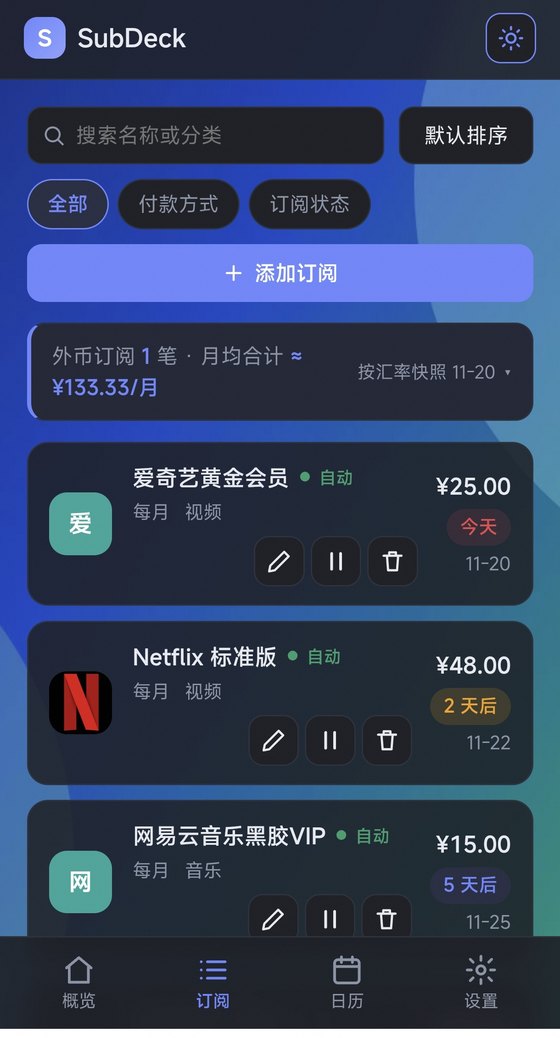 S SubDeck
搜索名称或分类 默认排序
全部 付款方式 订阅状态
+ 添加订阅
外币订阅 1 笔 · 月均合计 ≈
¥133.33/月
按汇率快照 11-20 ▾
爱
爱奇艺黄金会员 ● 自动
每月 视频
¥25.00
今天
11-20
N
Netflix 标准版 ● 自动
每月 视频
¥48.00
2 天后
11-22
网
网易云音乐黑胶VIP ● 自动
每月 音乐
¥15.00
5 天后
11-25
概览 订阅 日历 设置